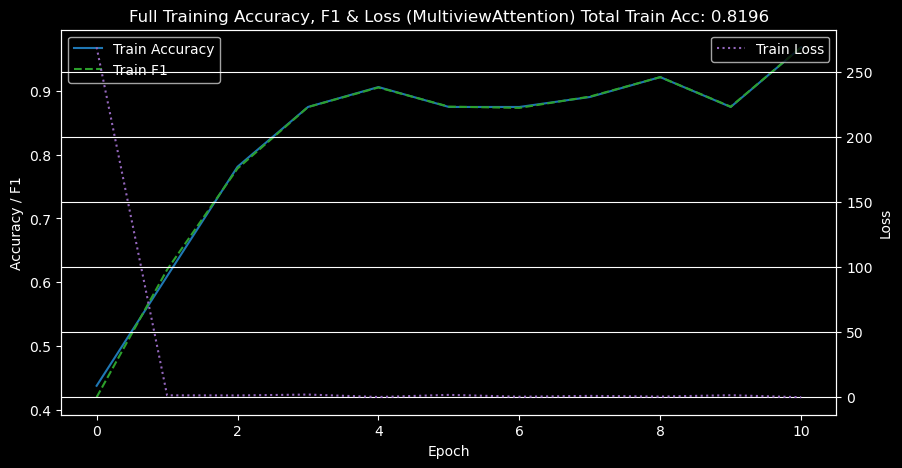 Full Training Accuracy, F1 & Loss (MultiviewAttention) Total Train Acc: 0.8196
Train Accuracy
Train F1
Train Loss
Accuracy / F1
0.9
0.8
0.7
0.6
0.5
0.4
250
200
150
100
50
0
Loss
0 2 4 6 8 10
Epoch